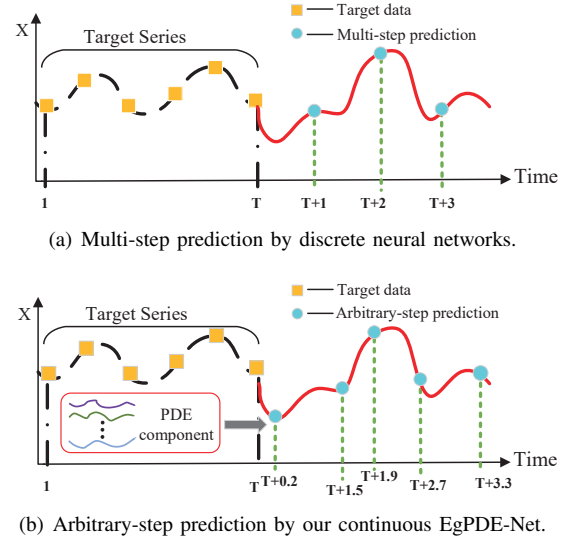 X
Target Series
Target data
Multi-step prediction
1
T
T+1
T+2
T+3
Time
(a) Multi-step prediction by discrete neural networks.
X
Target Series
Target data
Arbitrary-step prediction
PDE
component
1
T
T+0.2
T+1.5
T+1.9
T+2.7
T+3.3
Time
(b) Arbitrary-step prediction by our continuous EgPDE-Net.